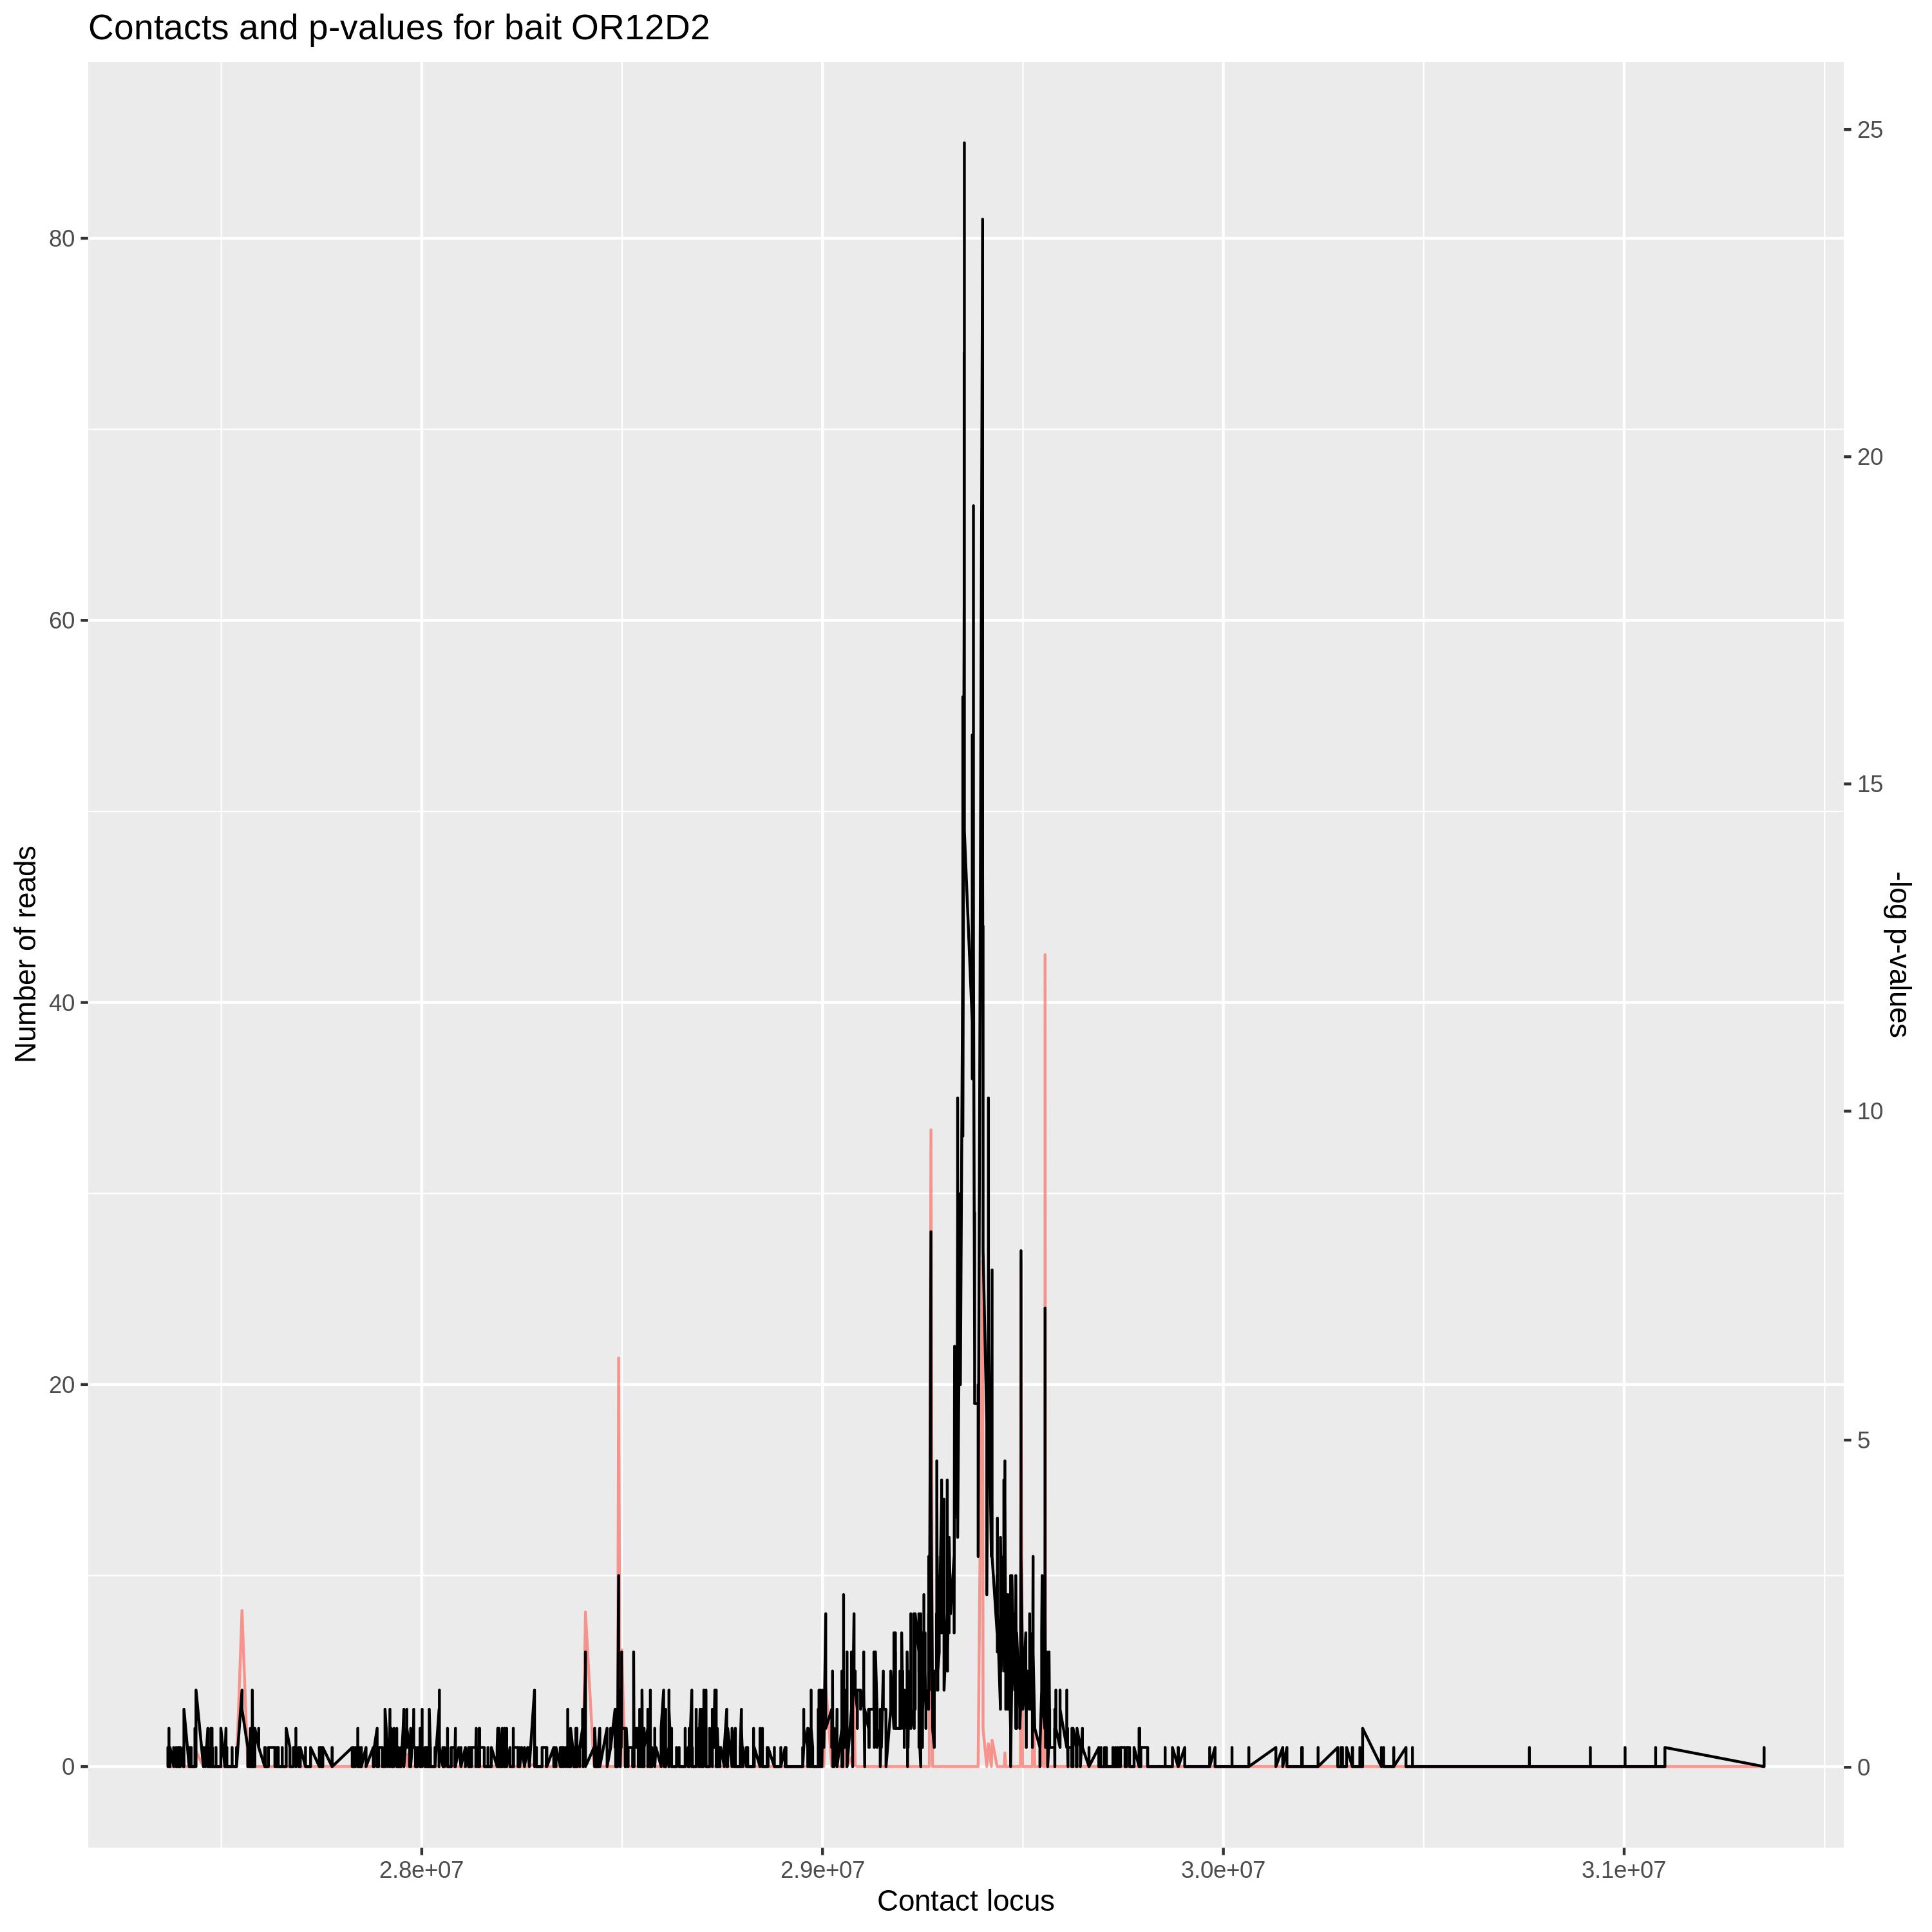 Contacts and p-values for bait OR12D2
80
60
40
20
0
Number of reads
25
20
15
10
5
0
-log p-values
2.8e+07 2.9e+07 3.0e+07 3.1e+07
Contact locus